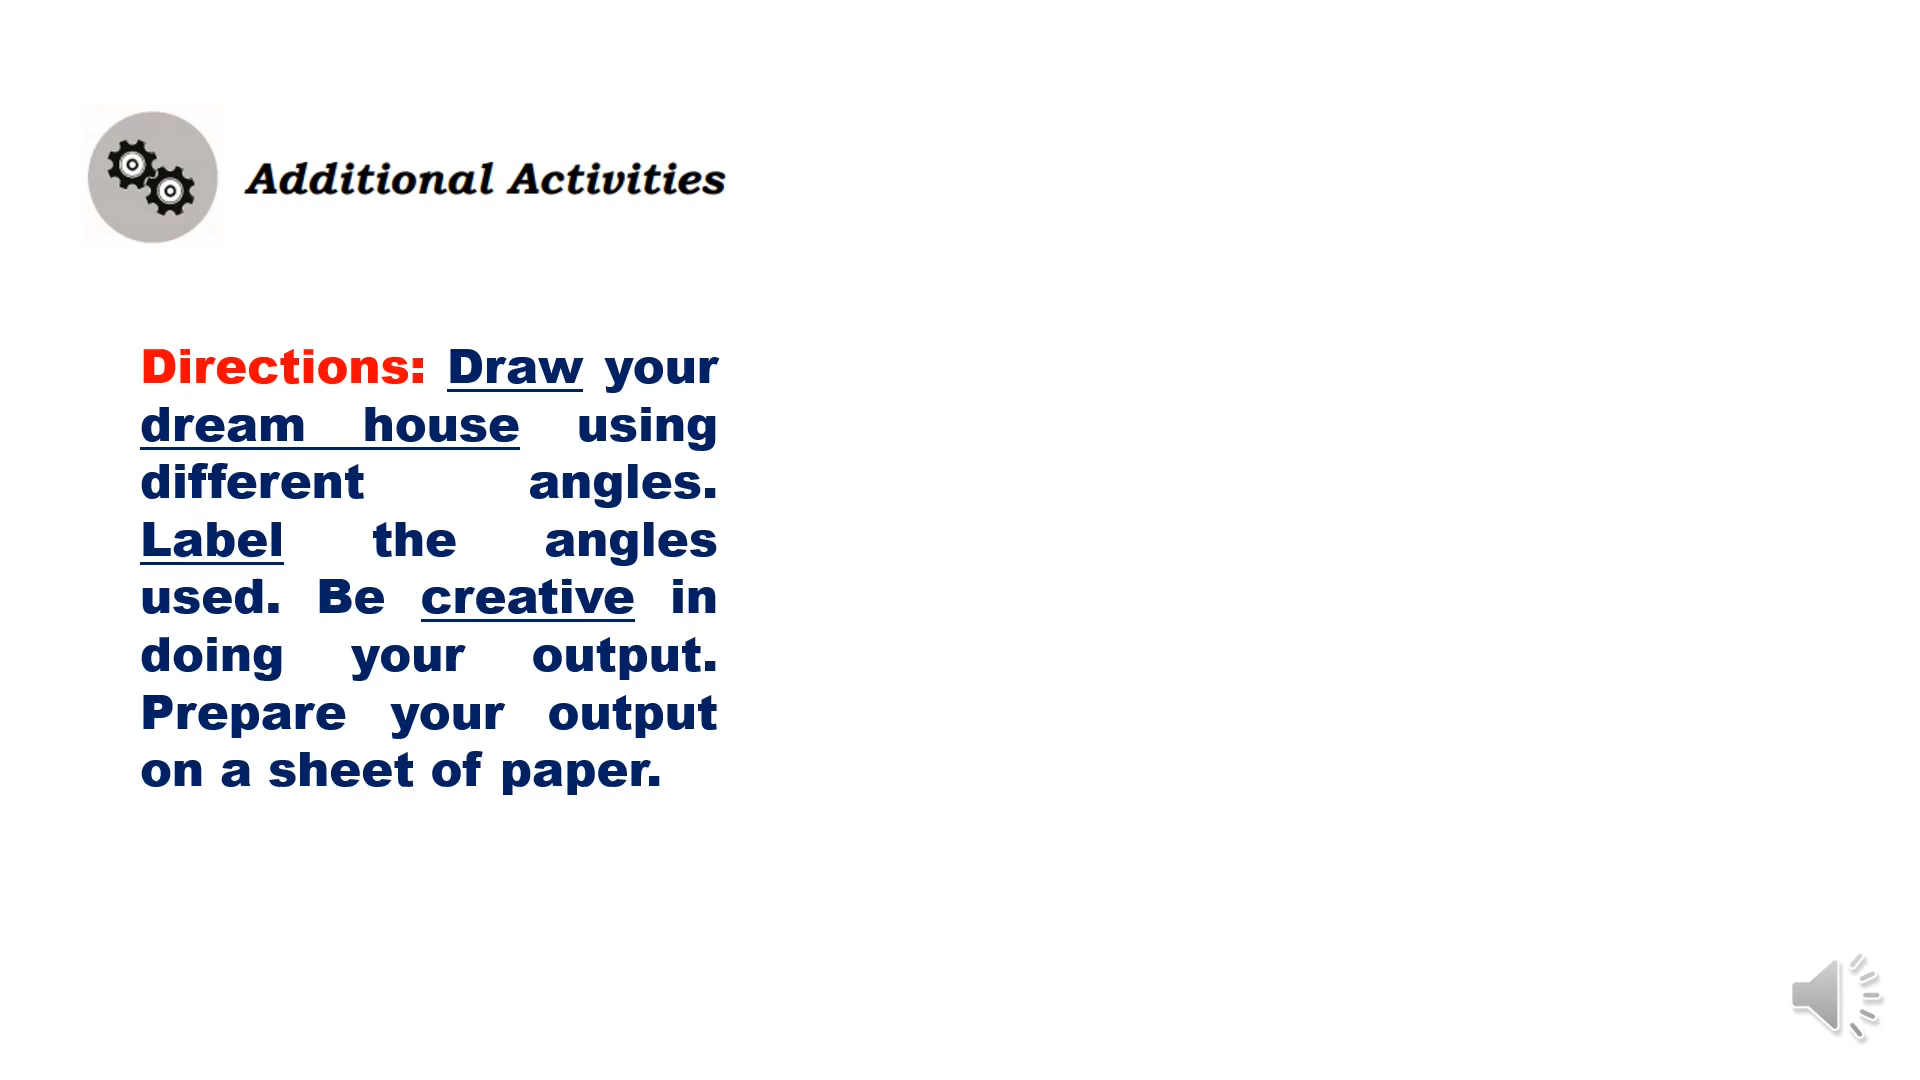 Additional Activities
Directions: Draw your
dream house using
different angles.
Label the angles
used. Be creative in
doing your output.
Prepare your output
on a sheet of paper.